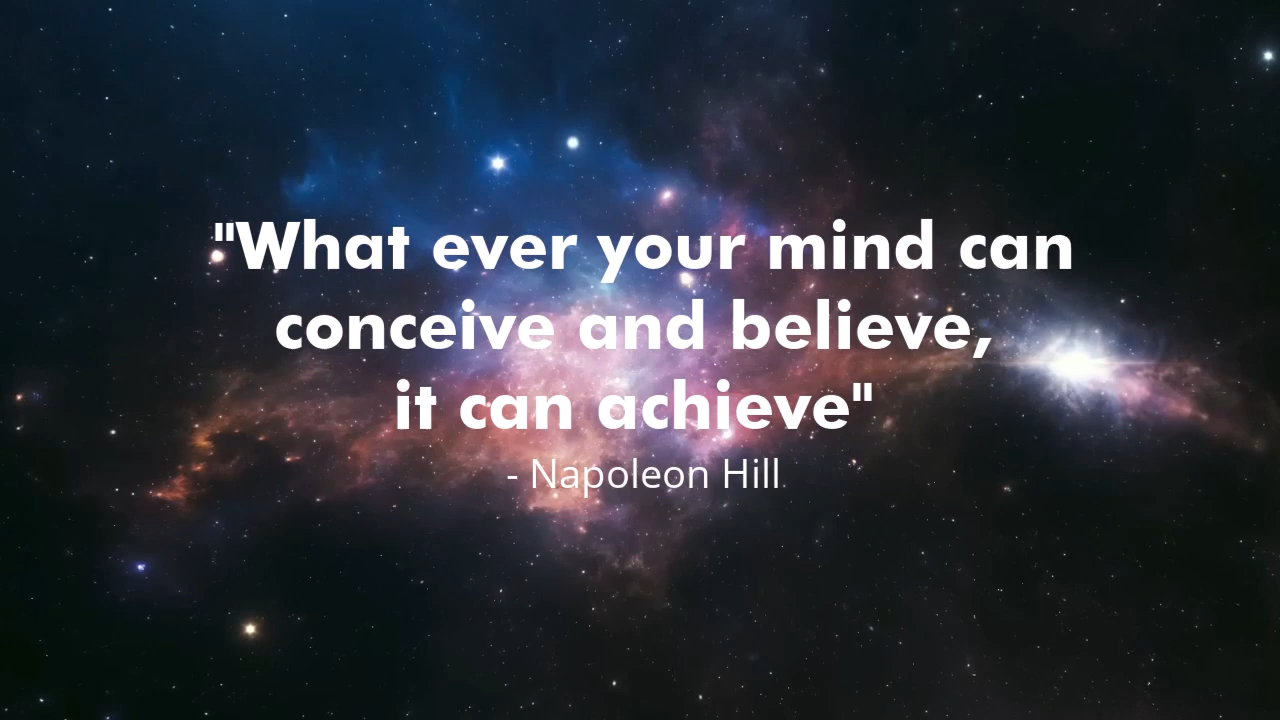 "What ever your mind can
conceive and believe,
it can achieve"
- Napoleon Hill